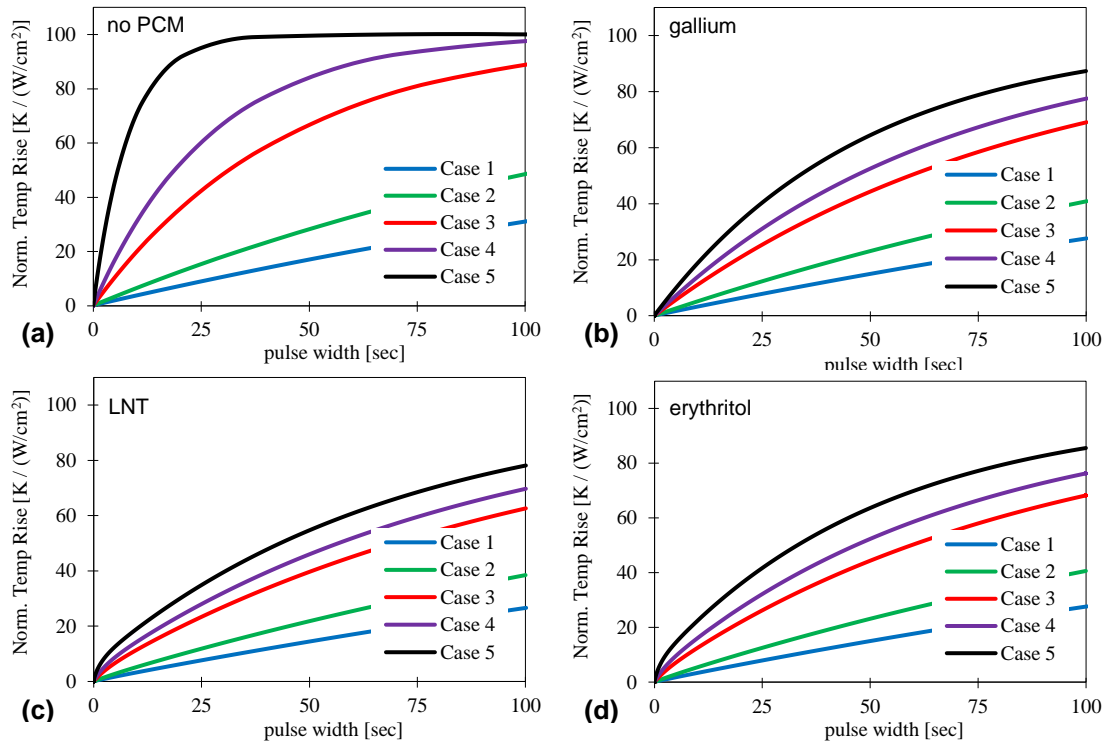 no PCM
Norm. Temp Rise [K / (W/cm²)]
100
80
60
40
20
0
Case 1
Case 2
Case 3
Case 4
Case 5
0 25 50 75 100
pulse width [sec]
(a)
gallium
Norm. Temp Rise [K / (W/cm²)]
100
80
60
40
20
0
Case 1
Case 2
Case 3
Case 4
Case 5
0 25 50 75 100
pulse width [sec]
(b)
LNT
Norm. Temp Rise [K / (W/cm²)]
100
80
60
40
20
0
Case 1
Case 2
Case 3
Case 4
Case 5
0 25 50 75 100
pulse width [sec]
(c)
erythritol
Norm. Temp Rise [K / (W/cm²)]
100
80
60
40
20
0
Case 1
Case 2
Case 3
Case 4
Case 5
0 25 50 75 100
pulse width [sec]
(d)